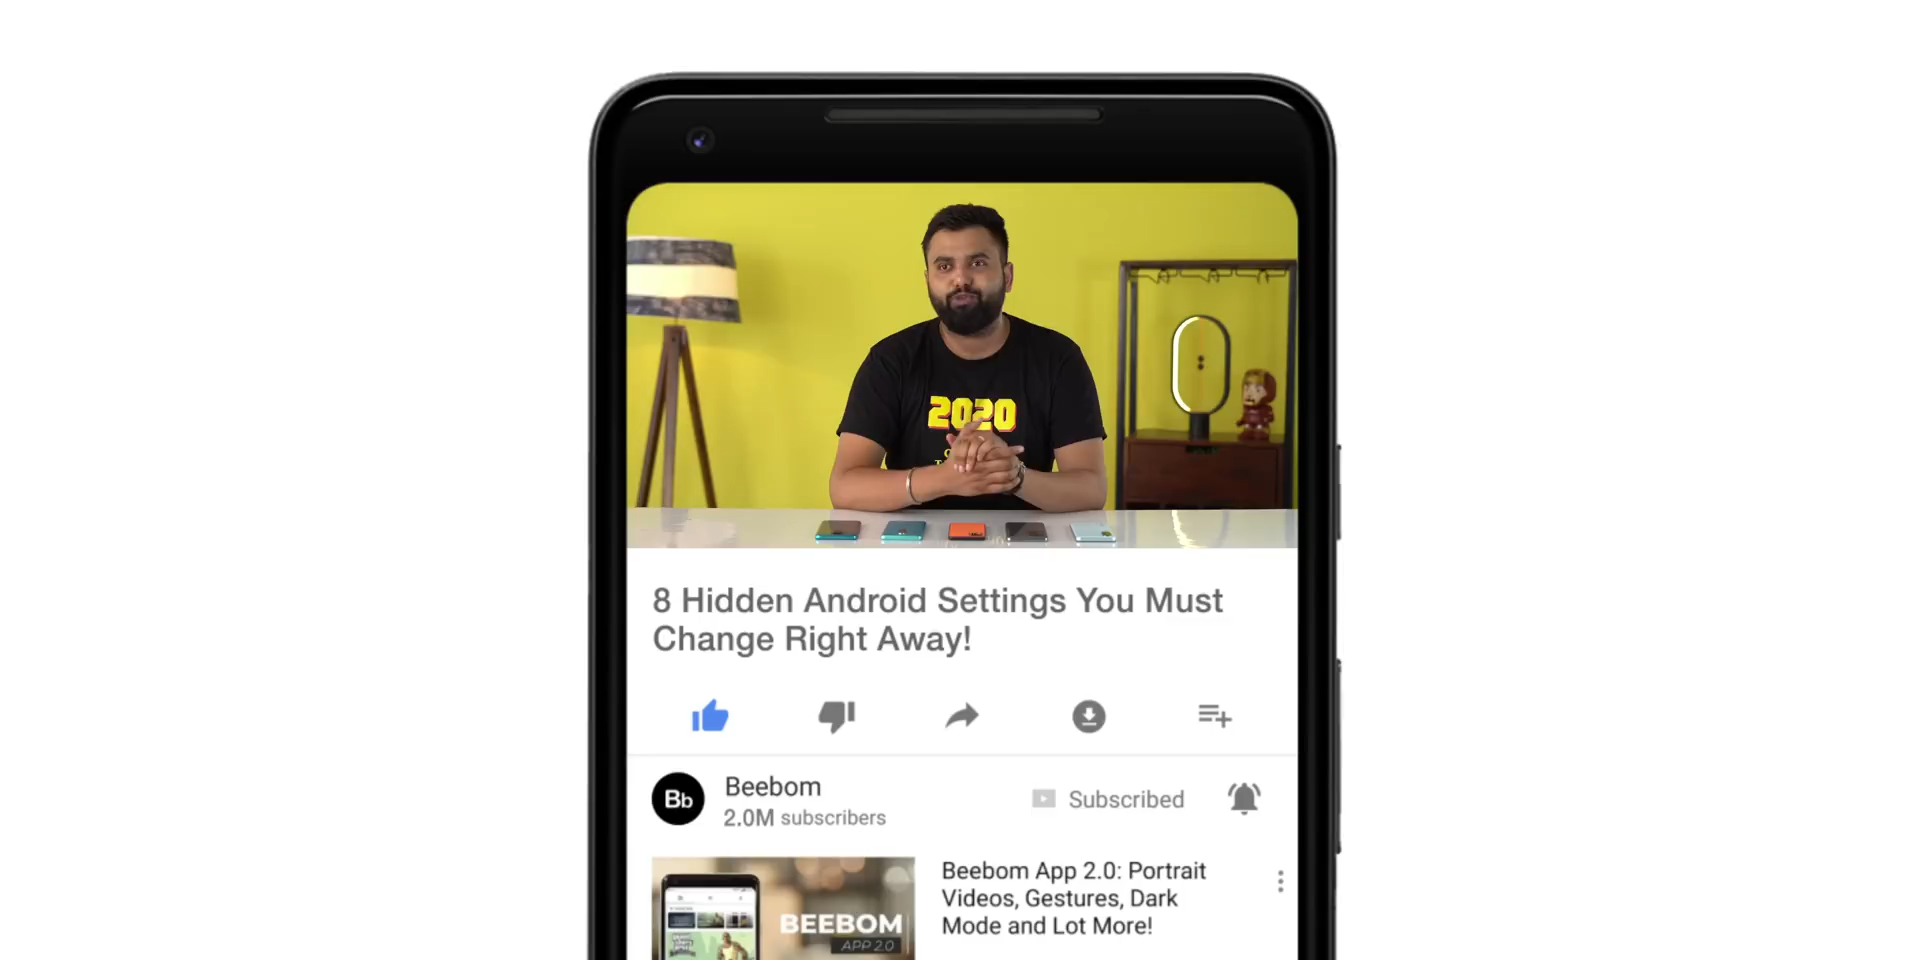 2020
8 Hidden Android Settings You Must
Change Right Away!
Bb
Beebom
2.0M subscribers
Subscribed
Beebom App 2.0: Portrait
Videos, Gestures, Dark
Mode and Lot More!
BEEBOM
APP 2.0